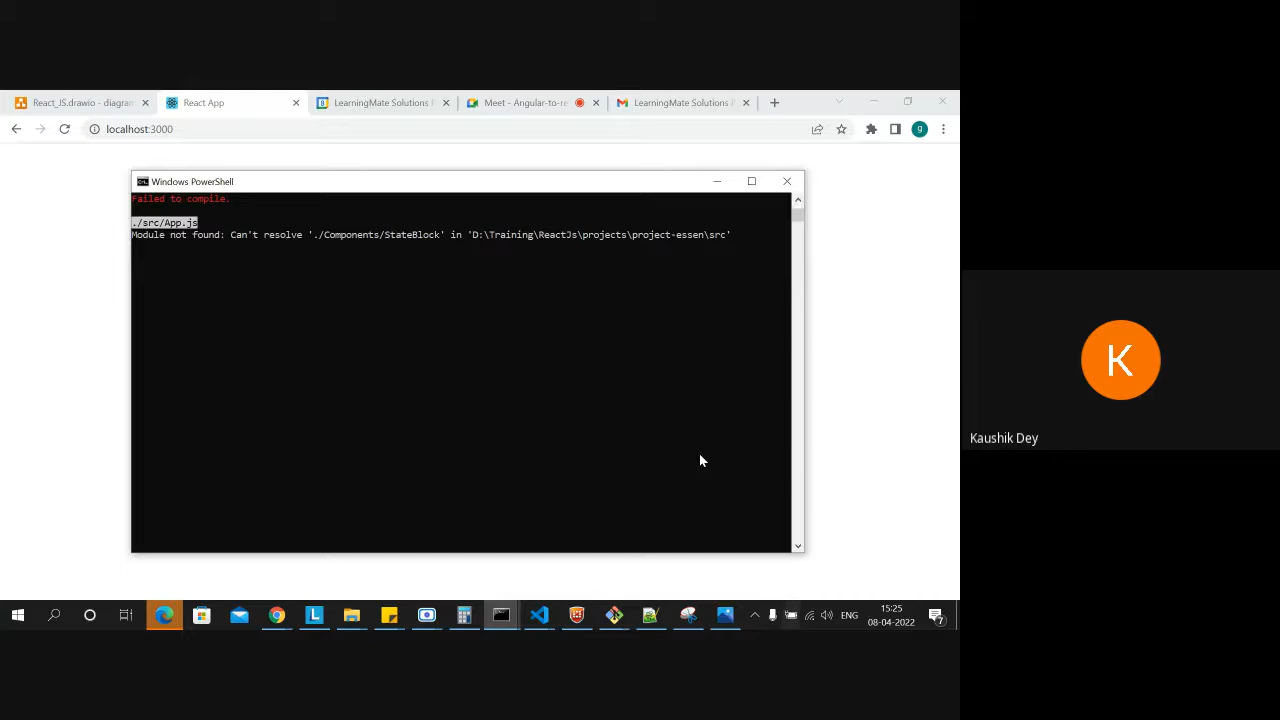 React_JS.drawio - diagram
React App
LearningMate Solutions P
Meet - Angular-to-re
LearningMate Solutions P
localhost:3000
g
Windows PowerShell
Failed to compile.
./src/App.js
Module not found: Can't resolve './Components/StateBlock' in 'D:\Training\ReactJs\projects\project-essen\src'
K
Kaushik Dey
L
ENG
15:25
08-04-2022
7